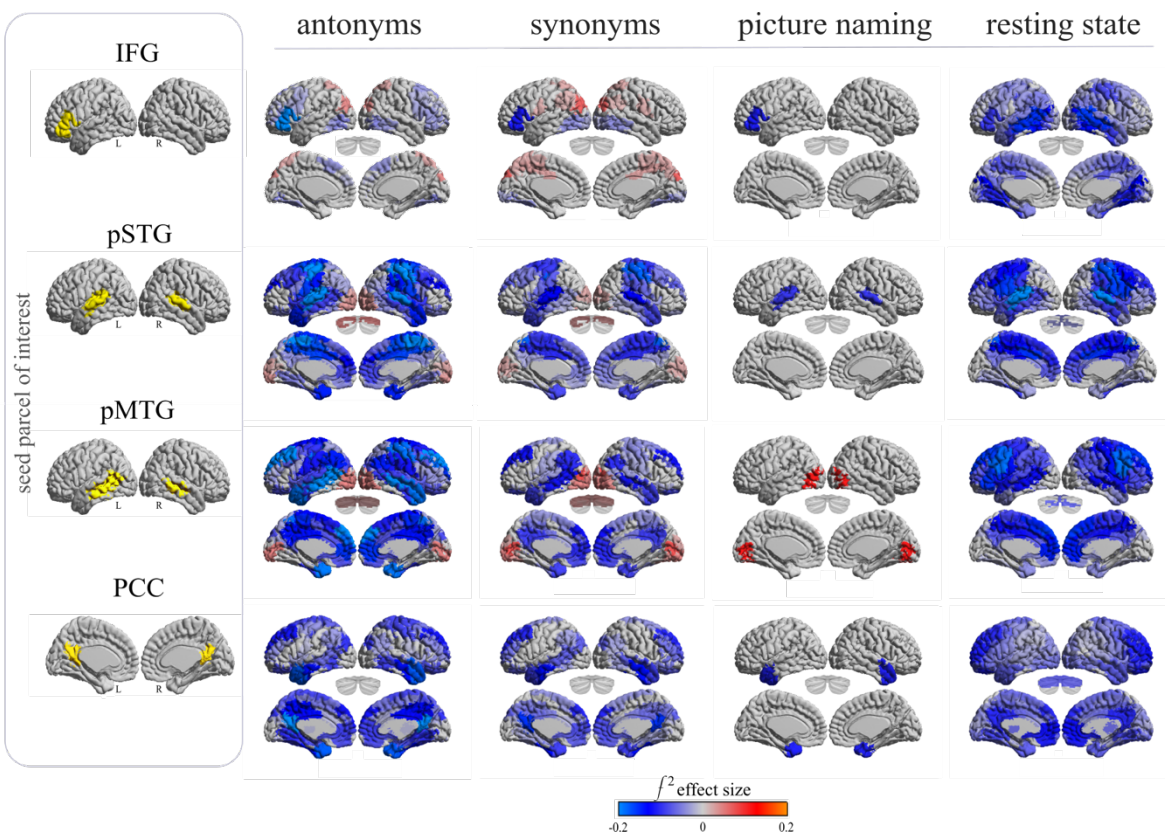 antonyms synonyms picture naming resting state
seed parcel of interest
IFG
L R
pSTG
L R
pMTG
L R
PCC
L R
f² effect size
-0.2 0 0.2